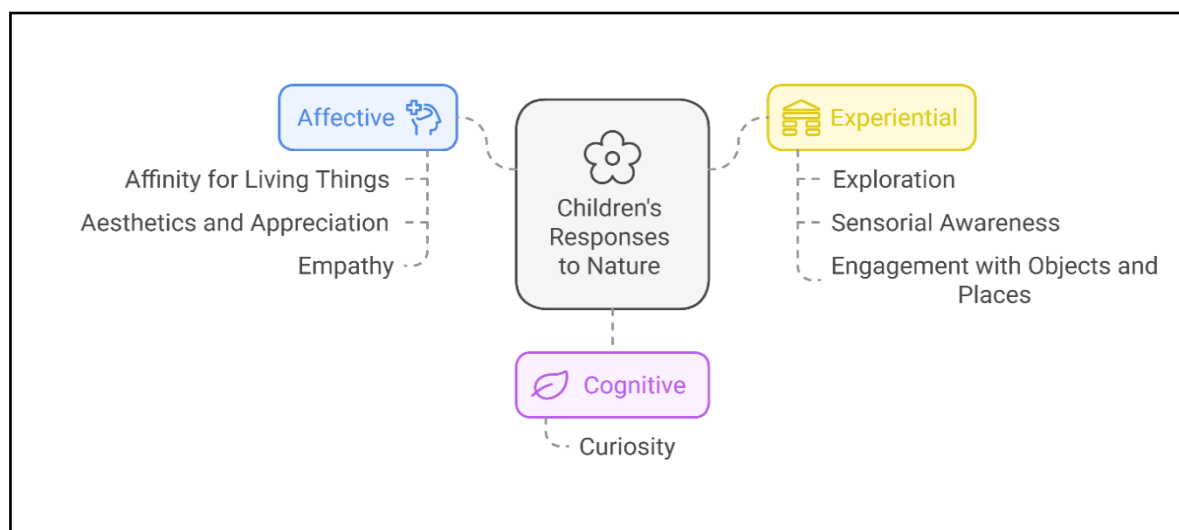 Affective
Affinity for Living Things
Aesthetics and Appreciation
Empathy
Children's
Responses
to Nature
Experiential
Exploration
Sensorial Awareness
Engagement with Objects and
Places
Cognitive
Curiosity